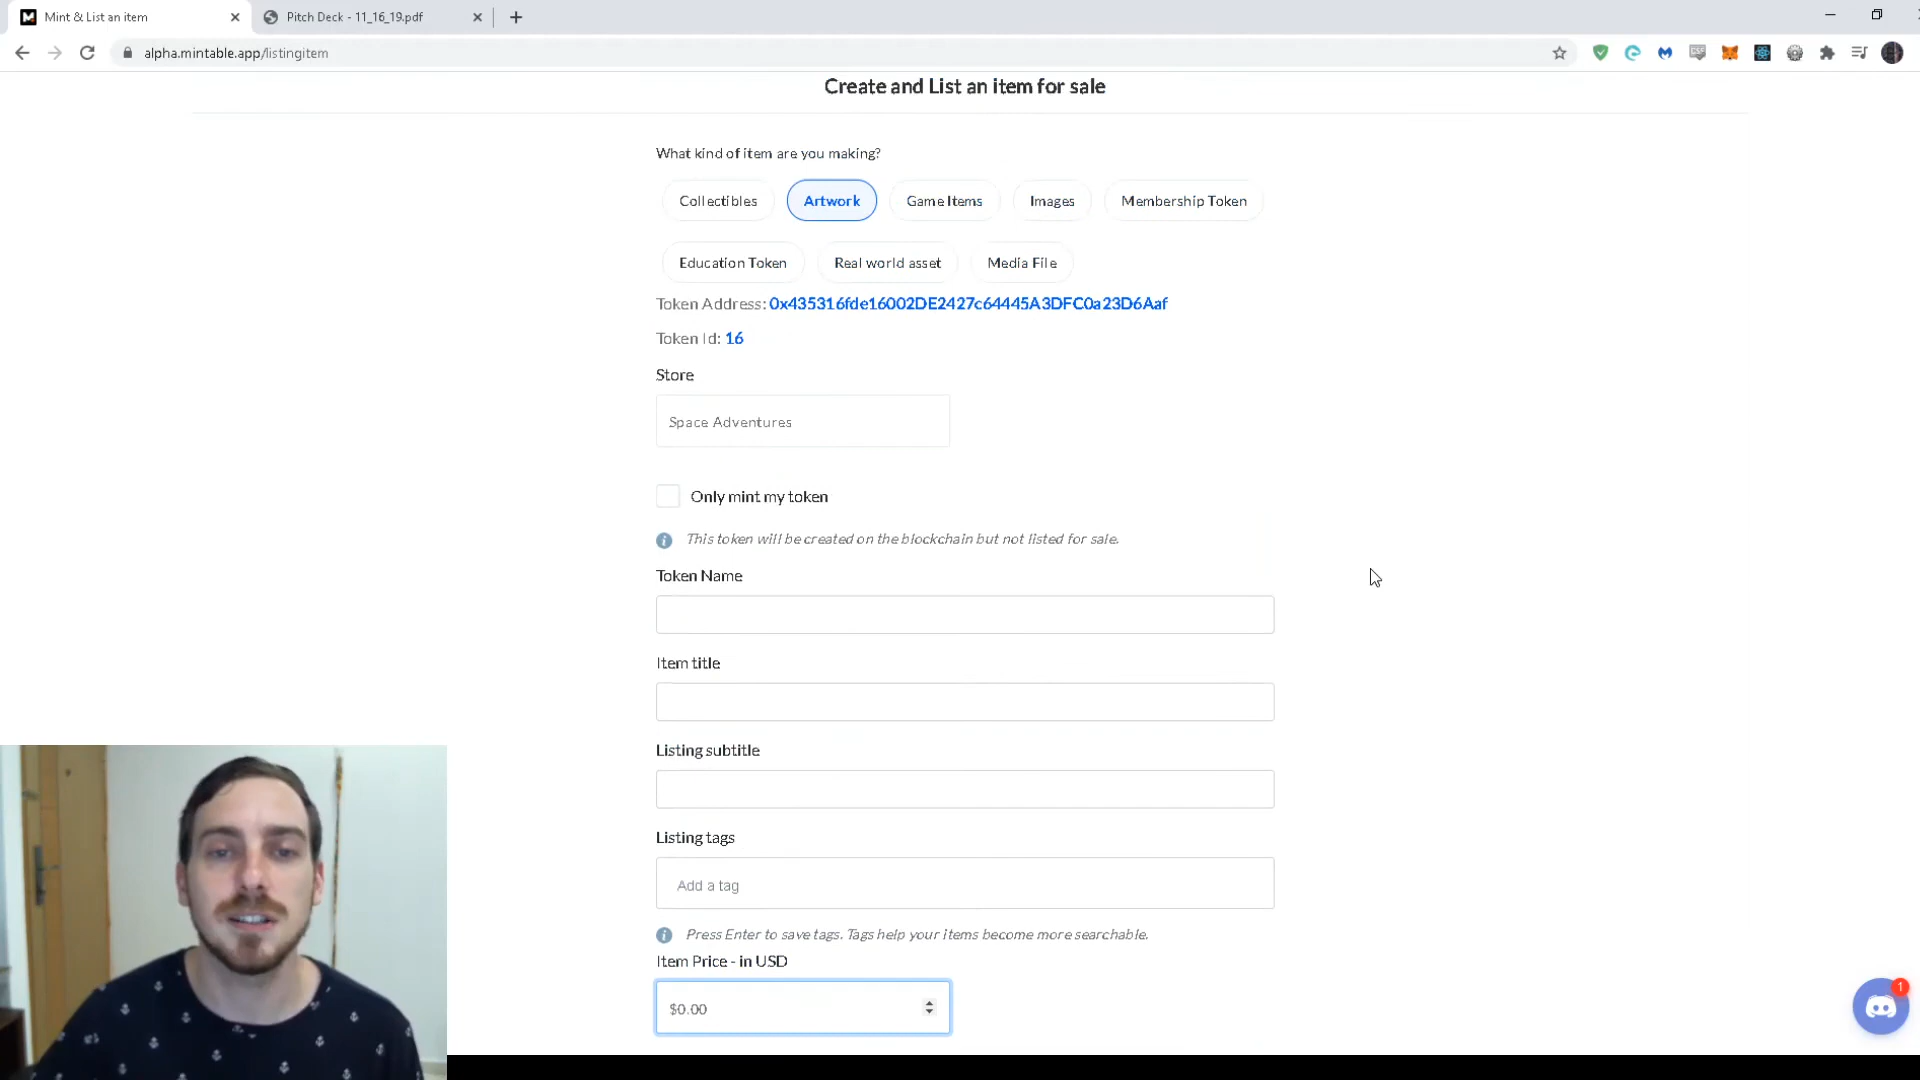 Mint & List an item
Pitch Deck - 11_16_19.pdf
alpha.mintable.app/listingitem
Create and List an item for sale
What kind of item are you making?
Collectibles Artwork Game Items Images Membership Token
Education Token Real world asset Media File
Token Address: 0x435316fde16002DE2427c64445A3DFC0a23D6Aaf
Token Id: 16
Store
Space Adventures
Only mint my token
This token will be created on the blockchain but not listed for sale.
Token Name
Item title
Listing subtitle
Listing tags
Add a tag
Press Enter to save tags. Tags help your items become more searchable.
Item Price - in USD
$0.00
1